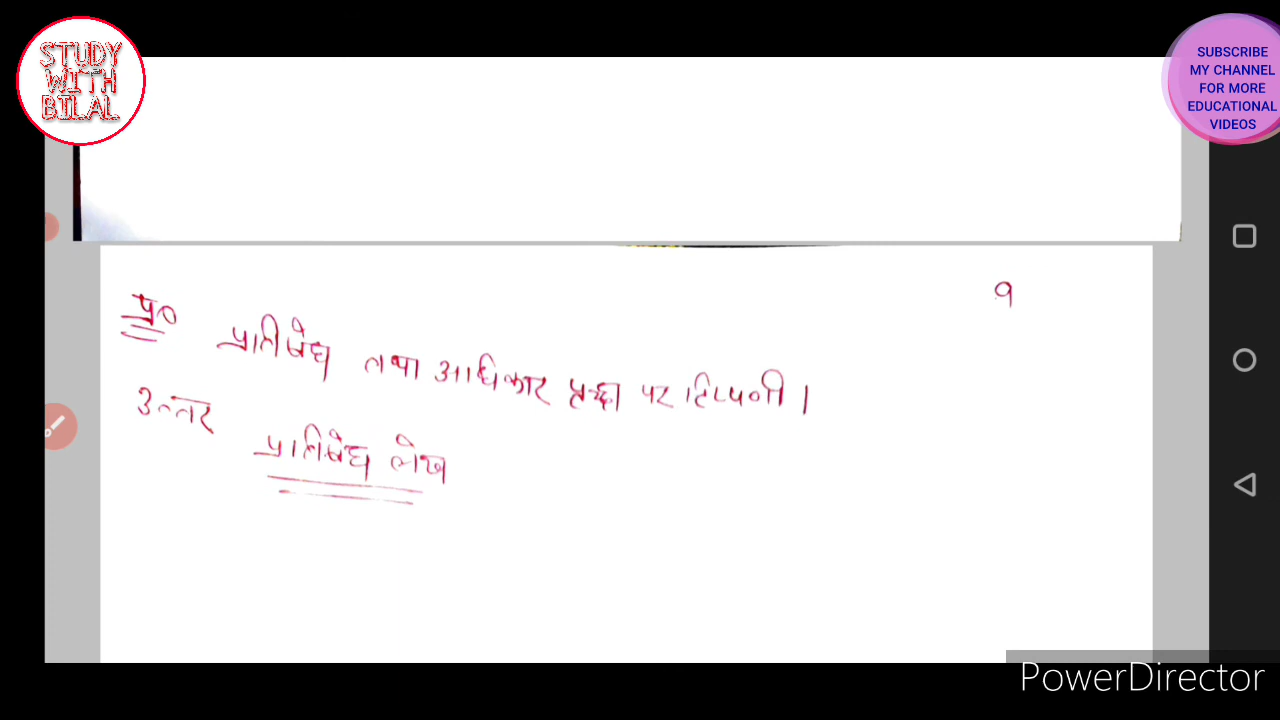 STUDY
WITH
BILAL
SUBSCRIBE
MY CHANNEL
FOR MORE
EDUCATIONAL
VIDEOS
१
प्र०
प्रतिषेध तथा अधिकार पृच्छा पर टिप्पणी।
उत्तर
प्रतिषेध लेख
PowerDirector